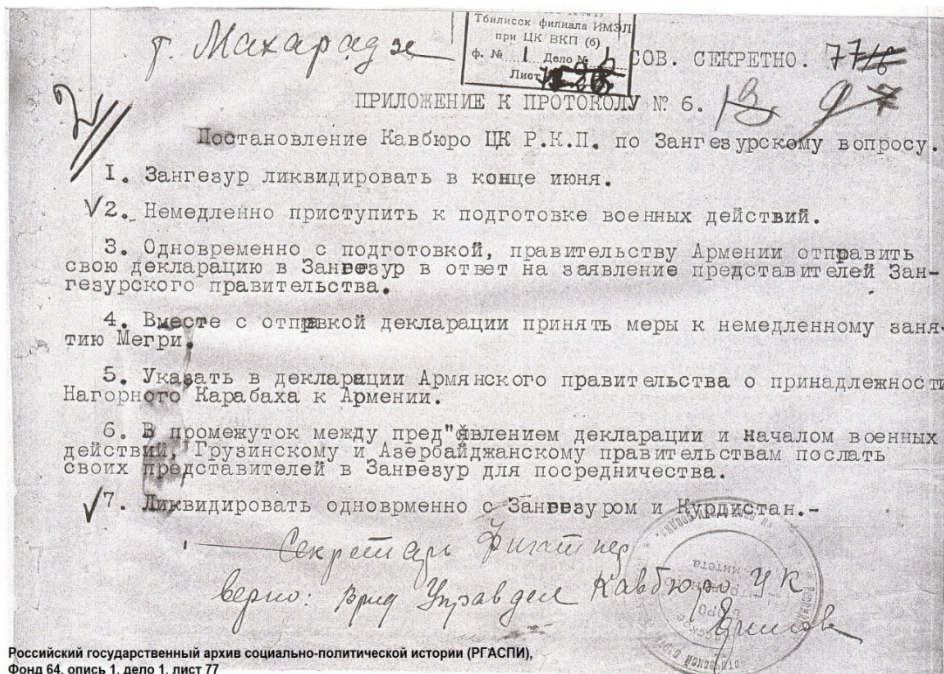 т. Махарадзе
Тбилисск филиала ИМЭЛ
при ЦК ВКП (б)
ф. № 1 Дело №
Лист
СОВ. СЕКРЕТНО. 77
ПРИЛОЖЕНИЕ К ПРОТОКОЛУ № 6.
Постановление Кавбюро ЦК Р.К.П. по Зангезурскому вопросу.
1. Зангезур ликвидировать в конце июня.
2. Немедленно приступить к подготовке военных действий.
3. Одновременно с подготовкой, правительству Армении отправить
свою декларацию в Зангезур в ответ на заявление представителей Зан-
гезурского правительства.
4. Вместе с отправкой декларации принять меры к немедленному заня-
тию Мегри.
5. Указать в декларации Армянского правительства о принадлежности
Нагорного Карабаха к Армении.
6. В промежуток между пред"явлением декларации и началом военных
действий, Грузинскому и Азербайджанскому правительствам послать
своих представителей в Зангезур для посредничества.
7. Ликвидировать одноврменно с Зангезуром и Курдистан.-
Секретарь Фигатнер
верно: Врид Управдел Кавбюро ЦК
Российский государственный архив социально-политической истории (РГАСПИ),
Фонд 64, опись 1, дело 1, лист 77